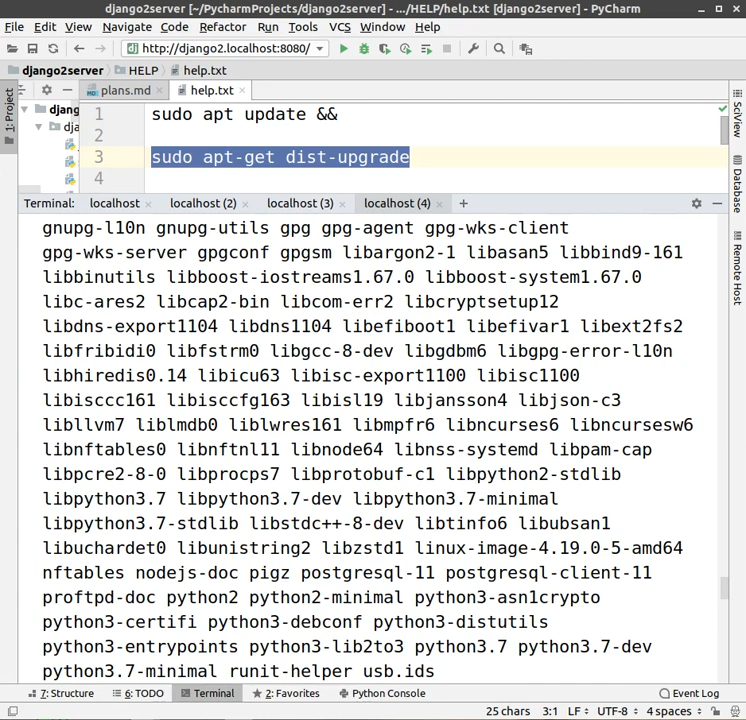 django2server [~/PycharmProjects/django2server] - .../HELP/help.txt [django2server] - PyCharm
File Edit View Navigate Code Refactor Run Tools VCS Window Help
http://django2.localhost:8080/
django2server HELP help.txt
plans.md help.txt
1: Project
djang
dja
1 sudo apt update &&
2
3 sudo apt-get dist-upgrade
4
SciView
Database
Remote Host
Terminal: localhost localhost (2) localhost (3) localhost (4)
gnupg-l10n gnupg-utils gpg gpg-agent gpg-wks-client
gpg-wks-server gpgconf gpgsm libargon2-1 libasan5 libbind9-161
libbinutils libboost-iostreams1.67.0 libboost-system1.67.0
libc-ares2 libcap2-bin libcom-err2 libcryptsetup12
libdns-export1104 libdns1104 libefiboot1 libefivar1 libext2fs2
libfribidi0 libfstrm0 libgcc-8-dev libgdbm6 libgpg-error-l10n
libhiredis0.14 libicu63 libisc-export1100 libisc1100
libisccc161 libisccfg163 libisl19 libjansson4 libjson-c3
libllvm7 liblmdb0 liblwres161 libmpfr6 libncurses6 libncursesw6
libnftables0 libnftnl11 libnode64 libnss-systemd libpam-cap
libpcre2-8-0 libprocps7 libprotobuf-c1 libpython2-stdlib
libpython3.7 libpython3.7-dev libpython3.7-minimal
libpython3.7-stdlib libstdc++-8-dev libtinfo6 libubsan1
libuchardet0 libunistring2 libzstd1 linux-image-4.19.0-5-amd64
nftables nodejs-doc pigz postgresql-11 postgresql-client-11
proftpd-doc python2 python2-minimal python3-asn1crypto
python3-certifi python3-debconf python3-distutils
python3-entrypoints python3-lib2to3 python3.7 python3.7-dev
python3.7-minimal runit-helper usb.ids
7: Structure 6: TODO Terminal 2: Favorites Python Console Event Log
25 chars 3:1 LF UTF-8 4 spaces